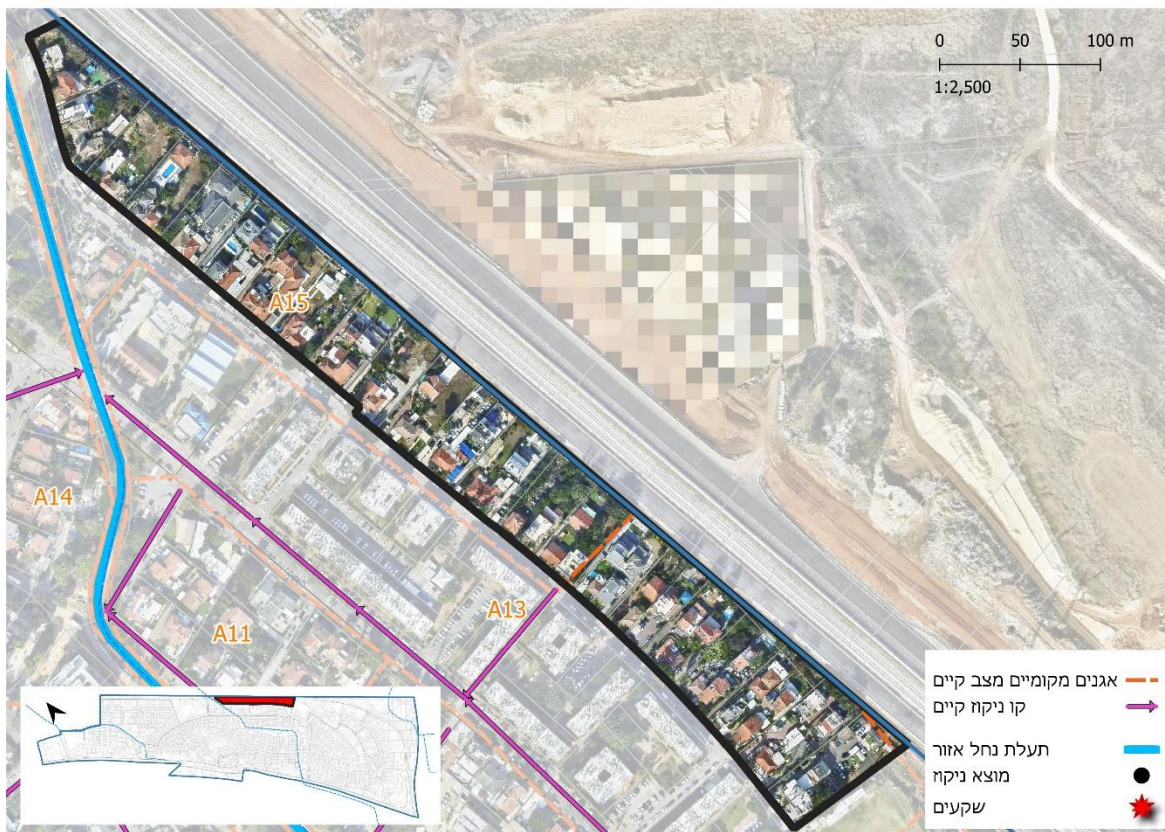 0 50 100 m
1:2,500
A15
A14
A13
A11
אגנים מקומיים מצב קיים
קו ניקוז קיים
תעלת נחל אזור
מוצא ניקוז
שקעים